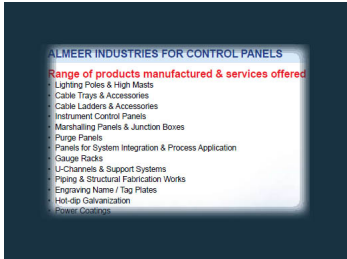 ALMEER INDUSTRIES FOR CONTROL PANELS
Range of products manufactured & services offered
• Lighting Poles & High Masts
• Cable Trays & Accessories
• Cable Ladders & Accessories
• Instrument Control Panels
• Marshalling Panels & Junction Boxes
• Purge Panels
• Panels for System Integration & Process Application
• Gauge Racks
• U-Channels & Support Systems
• Piping & Structural Fabrication Works
• Engraving Name / Tag Plates
• Hot-dip Galvanization
• Power Coatings